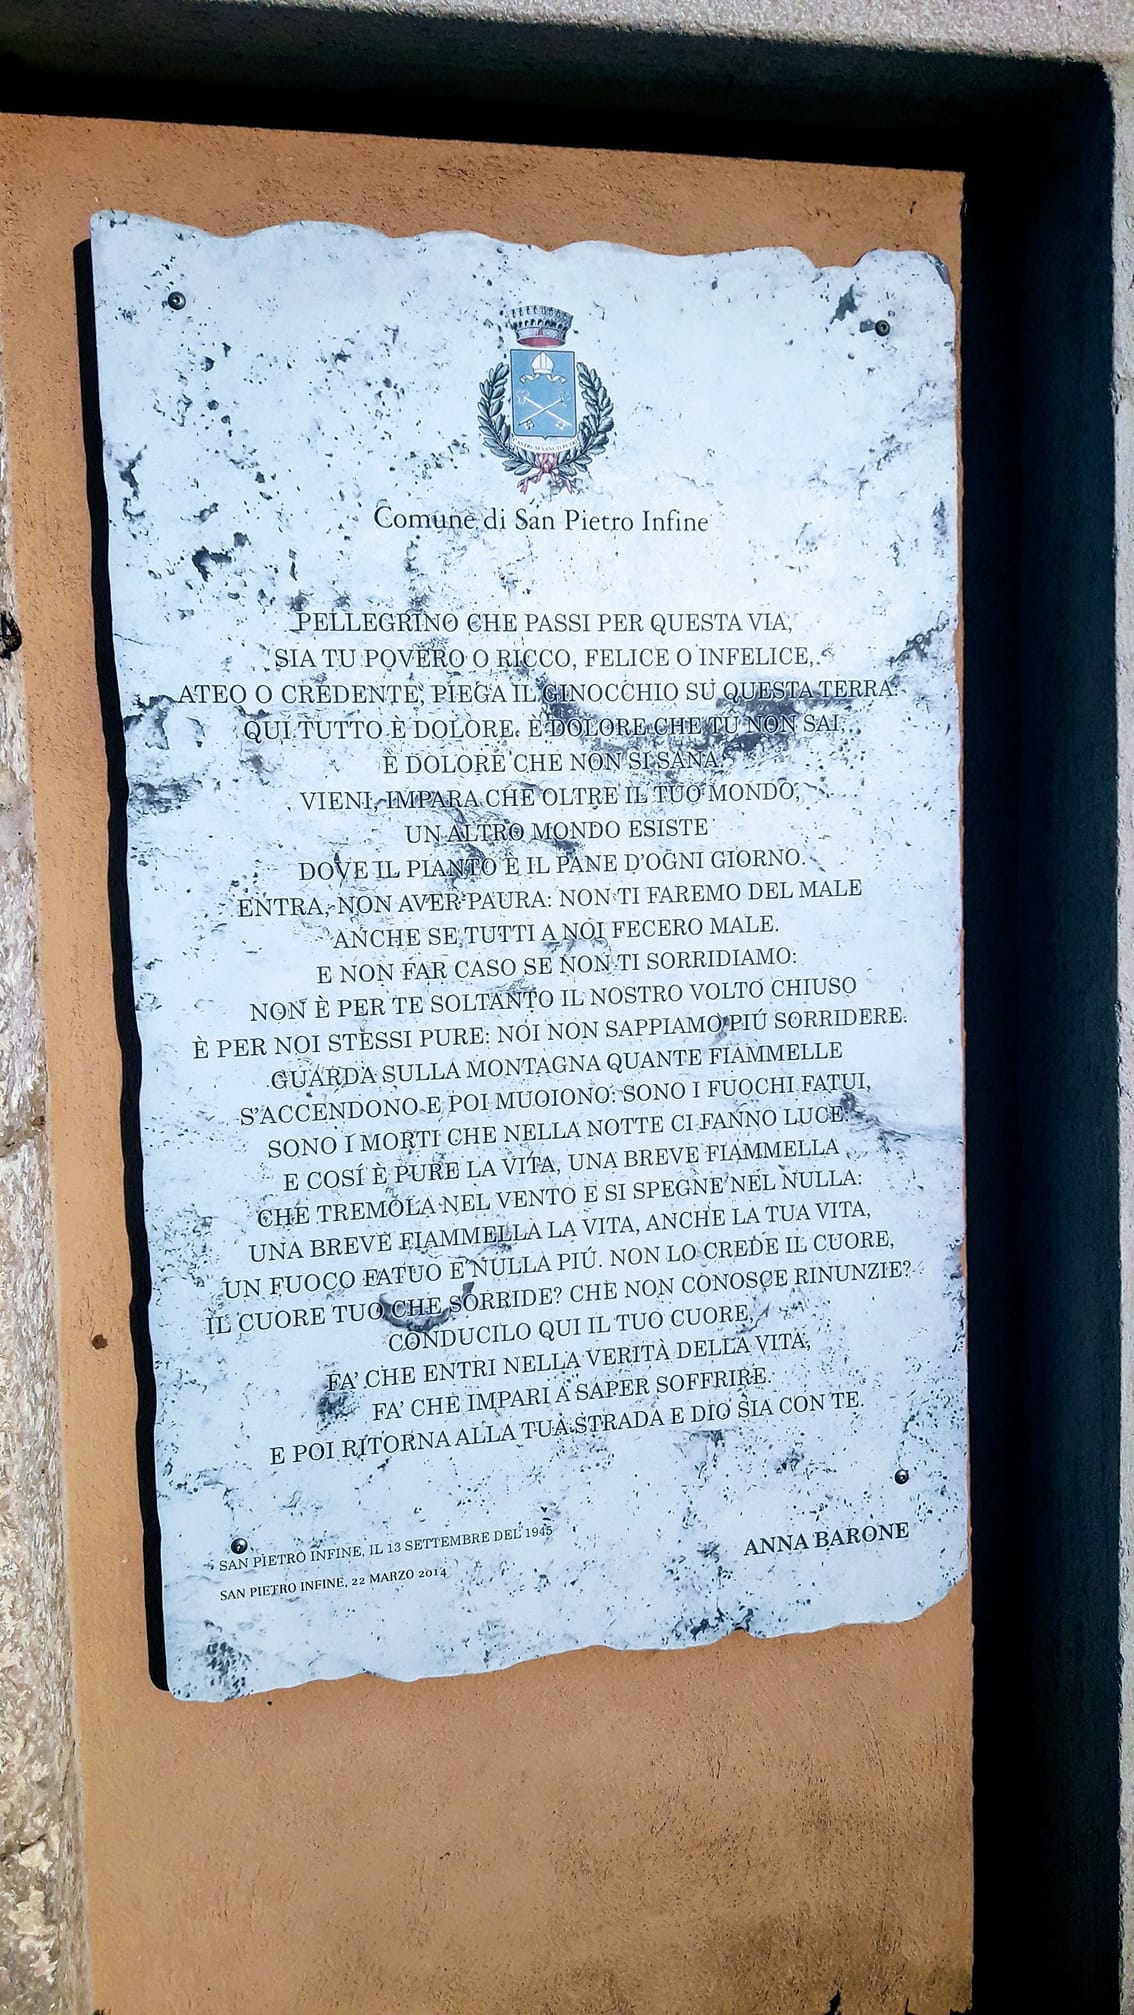 Comune di San Pietro Infine
PELLEGRINO CHE PASSI PER QUESTA VIA,
SIA TU POVERO O RICCO, FELICE O INFELICE,
ATEO O CREDENTE, PIEGA IL GINOCCHIO SU QUESTA TERRA.
QUI TUTTO È DOLORE. È DOLORE CHE TU NON SAI,
È DOLORE CHE NON SI SANA.
VIENI, IMPARA CHE OLTRE IL TUO MONDO,
UN ALTRO MONDO ESISTE
DOVE IL PIANTO È IL PANE D'OGNI GIORNO.
ENTRA, NON AVER PAURA: NON TI FAREMO DEL MALE
ANCHE SE TUTTI A NOI FECERO MALE.
E NON FAR CASO SE NON TI SORRIDIAMO:
NON È PER TE SOLTANTO IL NOSTRO VOLTO CHIUSO
È PER NOI STESSI PURE: NOI NON SAPPIAMO PIÚ SORRIDERE.
GUARDA SULLA MONTAGNA QUANTE FIAMMELLE
S'ACCENDONO E POI MUOIONO: SONO I FUOCHI FATUI,
SONO I MORTI CHE NELLA NOTTE CI FANNO LUCE.
E COSÍ È PURE LA VITA, UNA BREVE FIAMMELLA
CHE TREMOLA NEL VENTO E SI SPEGNE NEL NULLA:
UNA BREVE FIAMMELLA LA VITA, ANCHE LA TUA VITA,
UN FUOCO FATUO E NULLA PIÚ. NON LO CREDE IL CUORE,
IL CUORE TUO CHE SORRIDE? CHE NON CONOSCE RINUNZIE?
CONDUCILO QUI IL TUO CUORE,
FA' CHE ENTRI NELLA VERITÀ DELLA VITA,
FA' CHE IMPARI A SAPER SOFFRIRE.
E POI RITORNA ALLA TUA STRADA E DIO SIA CON TE.
SAN PIETRO INFINE, IL 13 SETTEMBRE DEL 1945
ANNA BARONE
SAN PIETRO INFINE, 22 MARZO 2014